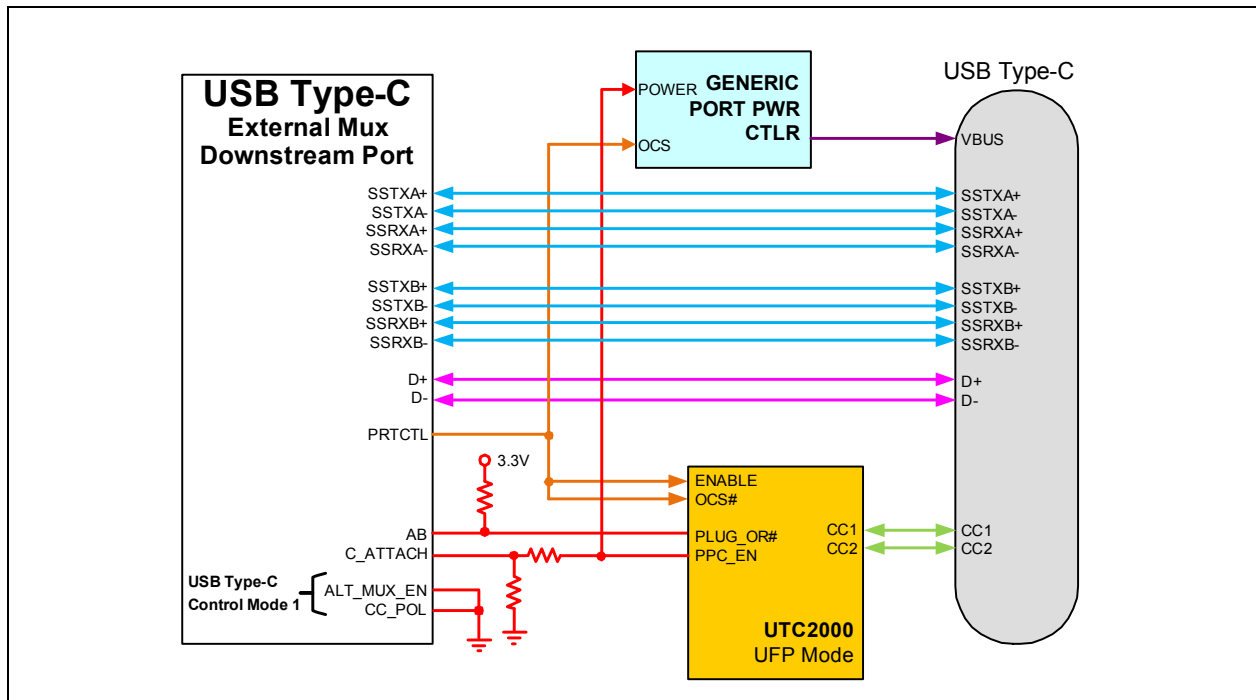 USB Type-C
External Mux
Downstream Port
SSTXA+
SSTXA-
SSRXA+
SSRXA-
SSTXB+
SSTXB-
SSRXB+
SSRXB-
D+
D-
PRTCTL
AB
C_ATTACH
ALT_MUX_EN
CC_POL
USB Type-C
Control Mode 1
3.3V
POWER
OCS
GENERIC
PORT PWR
CTLR
ENABLE
OCS#
PLUG_OR#
PPC_EN
CC1
CC2
UTC2000
UFP Mode
USB Type-C
VBUS
SSTXA+
SSTXA-
SSRXA+
SSRXA-
SSTXB+
SSTXB-
SSRXB+
SSRXB-
D+
D-
CC1
CC2